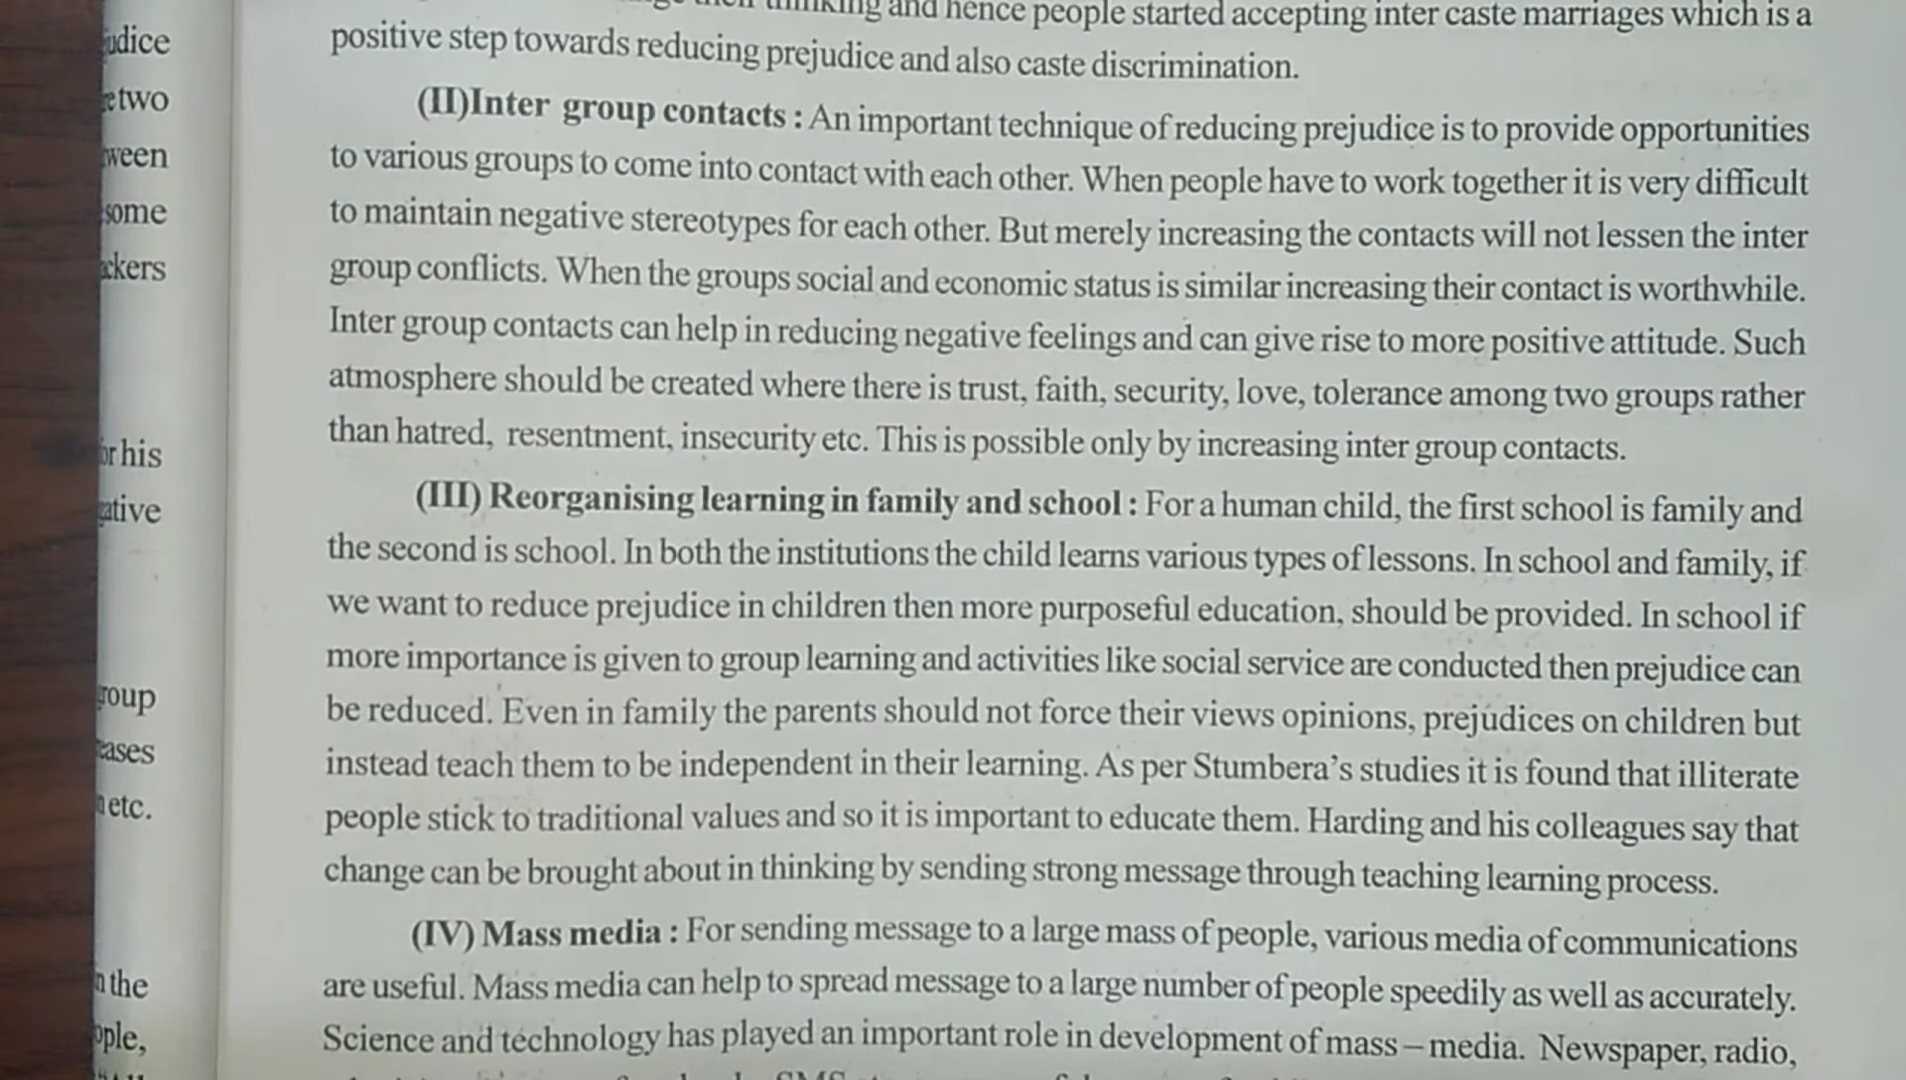 udice
two
ween
some
ckers
or his
ative
roup
eases
etc.
n the
ople,
thinking and hence people started accepting inter caste marriages which is a
positive step towards reducing prejudice and also caste discrimination.
(II)Inter group contacts : An important technique of reducing prejudice is to provide opportunities
to various groups to come into contact with each other. When people have to work together it is very difficult
to maintain negative stereotypes for each other. But merely increasing the contacts will not lessen the inter
group conflicts. When the groups social and economic status is similar increasing their contact is worthwhile.
Inter group contacts can help in reducing negative feelings and can give rise to more positive attitude. Such
atmosphere should be created where there is trust, faith, security, love, tolerance among two groups rather
than hatred, resentment, insecurity etc. This is possible only by increasing inter group contacts.
(III) Reorganising learning in family and school : For a human child, the first school is family and
the second is school. In both the institutions the child learns various types of lessons. In school and family, if
we want to reduce prejudice in children then more purposeful education, should be provided. In school if
more importance is given to group learning and activities like social service are conducted then prejudice can
be reduced. Even in family the parents should not force their views opinions, prejudices on children but
instead teach them to be independent in their learning. As per Stumbera's studies it is found that illiterate
people stick to traditional values and so it is important to educate them. Harding and his colleagues say that
change can be brought about in thinking by sending strong message through teaching learning process.
(IV) Mass media : For sending message to a large mass of people, various media of communications
are useful. Mass media can help to spread message to a large number of people speedily as well as accurately.
Science and technology has played an important role in development of mass – media. Newspaper, radio,